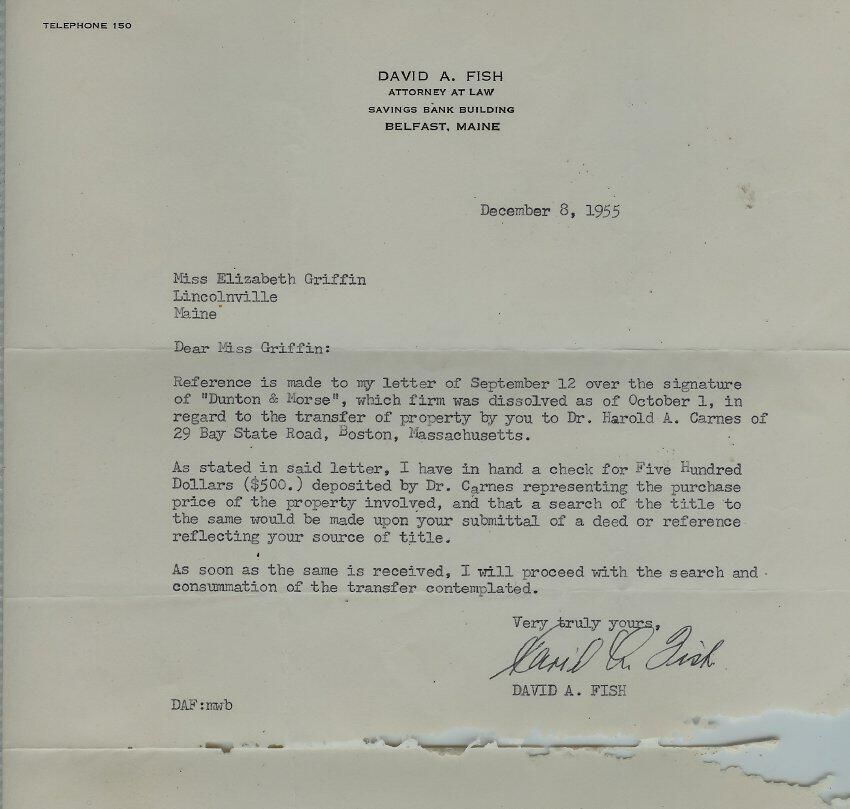 TELEPHONE 150
DAVID A. FISH
ATTORNEY AT LAW
SAVINGS BANK BUILDING
BELFAST, MAINE
December 8, 1955
Miss Elizabeth Griffin
Lincolnville
Maine
Dear Miss Griffin:
Reference is made to my letter of September 12 over the signature
of "Dunton & Morse", which firm was dissolved as of October 1, in
regard to the transfer of property by you to Dr. Harold A. Carnes of
29 Bay State Road, Boston, Massachusetts.
As stated in said letter, I have in hand a check for Five Hundred
Dollars ($500.) deposited by Dr. Carnes representing the purchase
price of the property involved, and that a search of the title to
the same would be made upon your submittal of a deed or reference
reflecting your source of title.
As soon as the same is received, I will proceed with the search and
consummation of the transfer contemplated.
Very truly yours,
David A. Fish
DAVID A. FISH
DAF:mwb